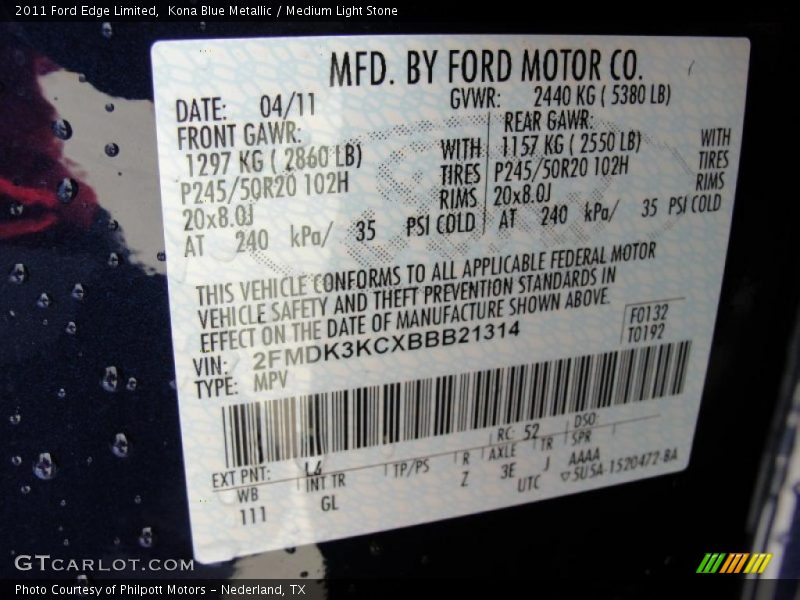 2011 Ford Edge Limited, Kona Blue Metallic / Medium Light Stone
MFD. BY FORD MOTOR CO.
DATE: 04/11 GVWR: 2440 KG ( 5380 LB)
FRONT GAWR: REAR GAWR:
1297 KG ( 2860 LB) WITH 1157 KG ( 2550 LB) WITH
P245/50R20 102H TIRES P245/50R20 102H TIRES
20x8.0J RIMS 20x8.0J RIMS
AT 240 kPa/ 35 PSI COLD AT 240 kPa/ 35 PSI COLD
THIS VEHICLE CONFORMS TO ALL APPLICABLE FEDERAL MOTOR
VEHICLE SAFETY AND THEFT PREVENTION STANDARDS IN
EFFECT ON THE DATE OF MANUFACTURE SHOWN ABOVE.
VIN: 2FMDK3KCXBBB21314 F0132
TYPE: MPV T0192
EXT PNT: L6 RC: 52 DSO:
WB INT TR TP/PS R AXLE TR SPR
111 GL Z 3E J AAAA
UTC 5U5A-1520472-BA
GTCARLOT.COM
Photo Courtesy of Philpott Motors - Nederland, TX